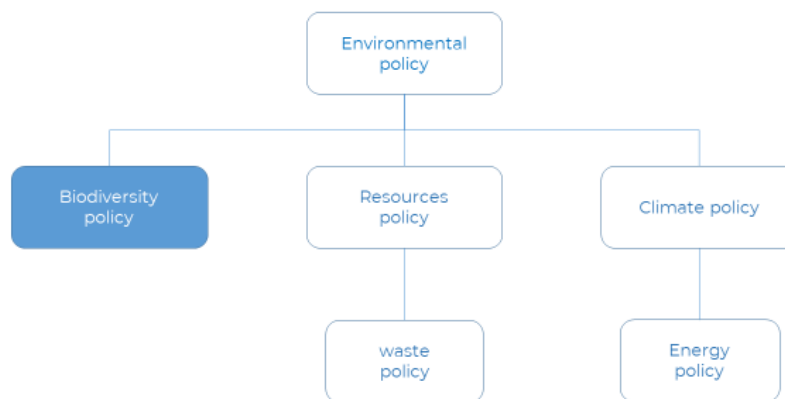 Environmental
policy
Biodiversity
policy
Resources
policy
Climate policy
waste
policy
Energy
policy